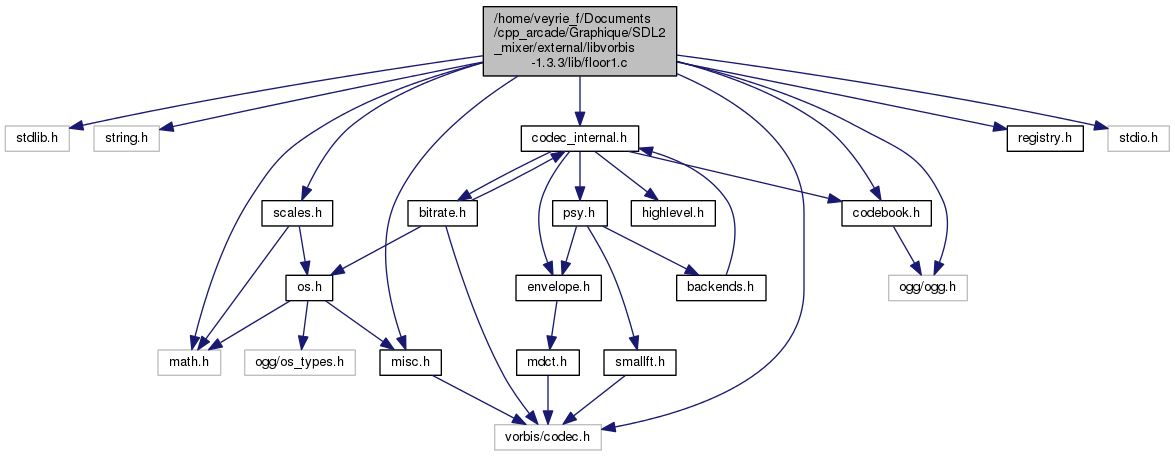 /home/veyrie_f/Documents
/cpp_arcade/Graphique/SDL2
_mixer/external/libvorbis
-1.3.3/lib/floor1.c
stdlib.h
string.h
codec_internal.h
registry.h
stdio.h
scales.h
bitrate.h
psy.h
highlevel.h
codebook.h
os.h
envelope.h
backends.h
ogg/ogg.h
math.h
ogg/os_types.h
misc.h
mdct.h
smallft.h
vorbis/codec.h